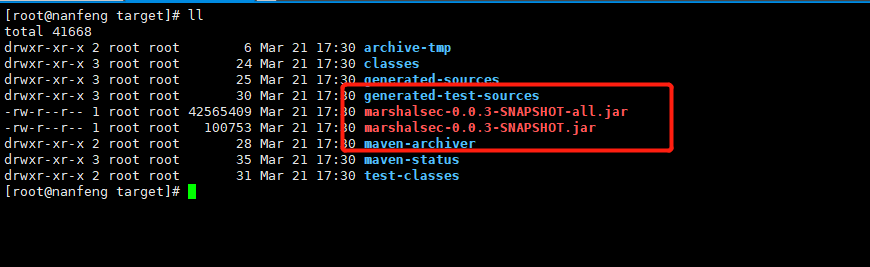 [root@nanfeng target]# ll
total 41668
drwxr-xr-x 2 root root 6 Mar 21 17:30 archive-tmp
drwxr-xr-x 3 root root 24 Mar 21 17:30 classes
drwxr-xr-x 3 root root 25 Mar 21 17:30 generated-sources
drwxr-xr-x 3 root root 30 Mar 21 17:30 generated-test-sources
-rw-r--r-- 1 root root 42565409 Mar 21 17:30 marshalsec-0.0.3-SNAPSHOT-all.jar
-rw-r--r-- 1 root root 100753 Mar 21 17:30 marshalsec-0.0.3-SNAPSHOT.jar
drwxr-xr-x 2 root root 28 Mar 21 17:30 maven-archiver
drwxr-xr-x 3 root root 35 Mar 21 17:30 maven-status
drwxr-xr-x 2 root root 31 Mar 21 17:30 test-classes
[root@nanfeng target]#